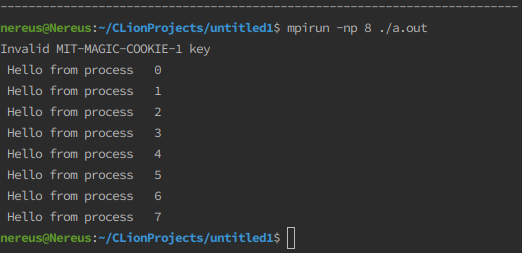 nereus@Nereus:~/CLionProjects/untitled1$ mpirun -np 8 ./a.out
Invalid MIT-MAGIC-COOKIE-1 key
 Hello from process   0
 Hello from process   1
 Hello from process   2
 Hello from process   3
 Hello from process   4
 Hello from process   5
 Hello from process   6
 Hello from process   7
nereus@Nereus:~/CLionProjects/untitled1$